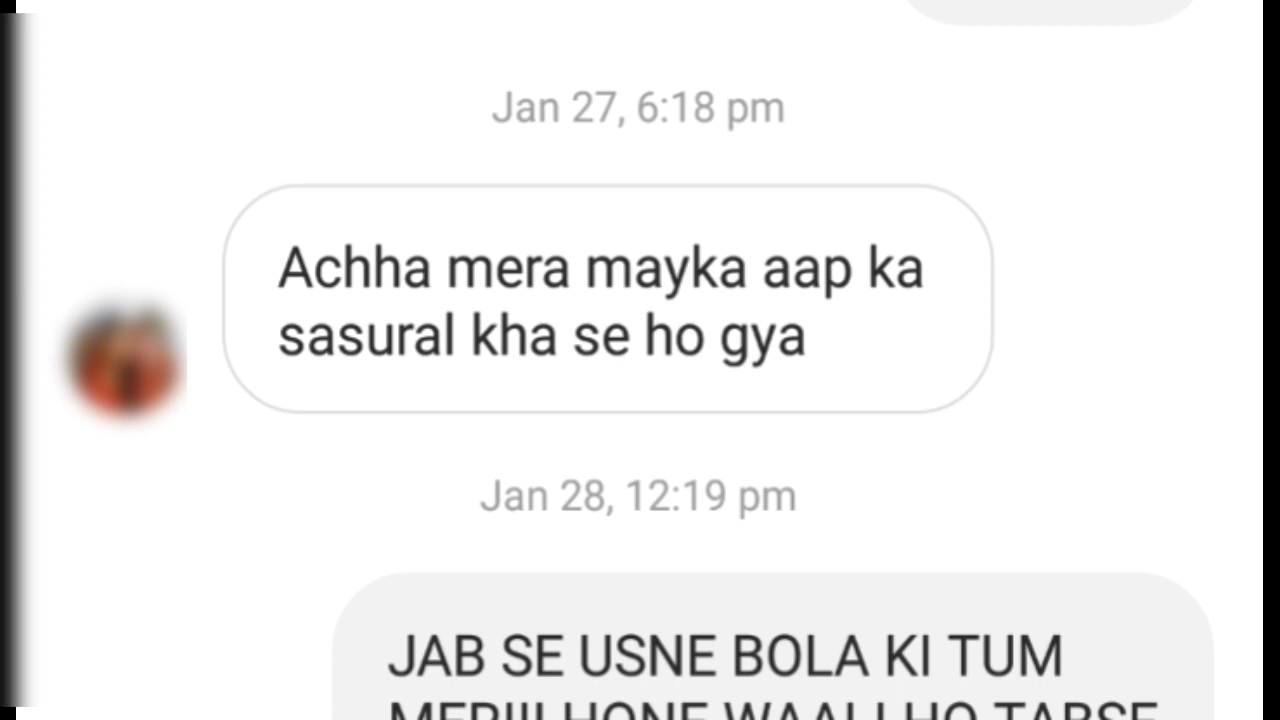 Jan 27, 6:18 pm
Achha mera mayka aap ka
sasural kha se ho gya
Jan 28, 12:19 pm
JAB SE USNE BOLA KI TUM
HONE WAALI HO TABSE